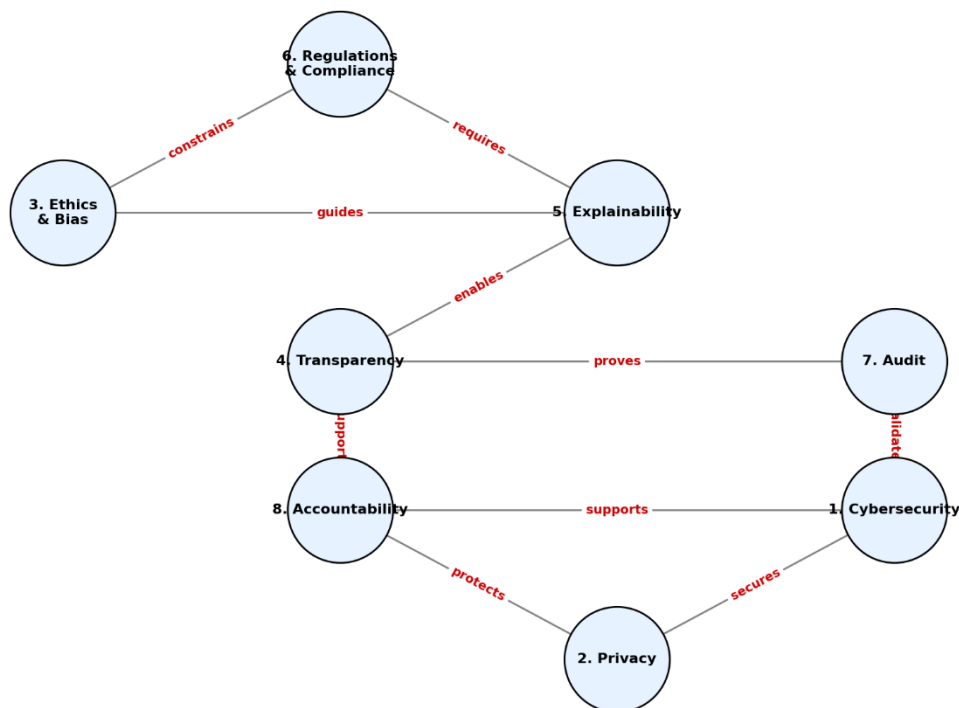 6. Regulations
& Compliance
constrains
requires
3. Ethics
& Bias
guides
5. Explainability
enables
4. Transparency
proves
7. Audit
8. Accountability
supports
1. Cybersecurity
protects
secures
2. Privacy